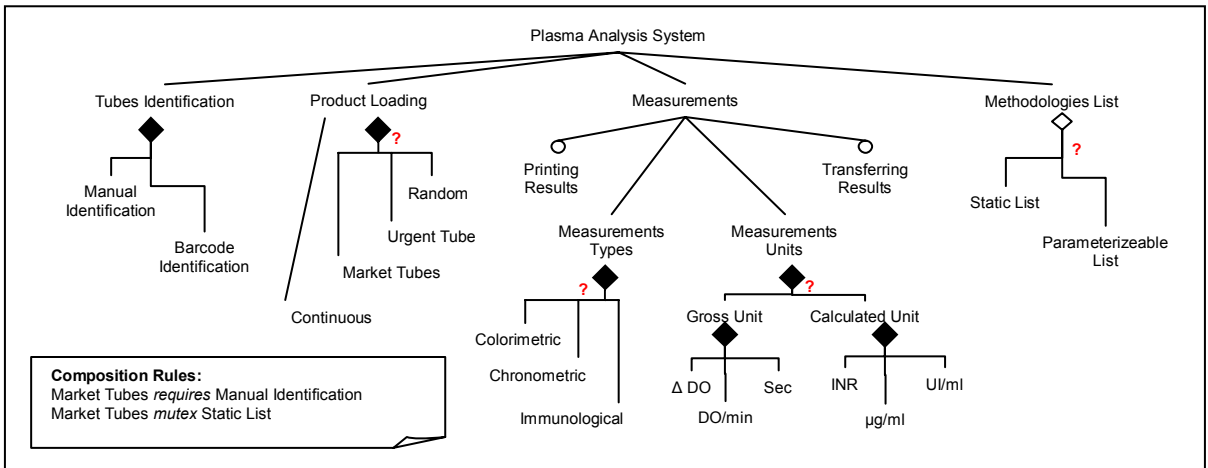 Plasma Analysis System
Tubes Identification
Product Loading
Measurements
Methodologies List
?
?
Printing
Results
Transferring
Results
Manual
Identification
Random
Static List
Barcode
Identification
Urgent Tube
Market Tubes
Measurements
Types
Measurements
Units
Parameterizeable
List
Continuous
?
?
Gross Unit
Calculated Unit
Colorimetric
Chronometric
Immunological
Δ DO
Sec
DO/min
INR
UI/ml
µg/ml
Composition Rules:
Market Tubes requires Manual Identification
Market Tubes mutex Static List